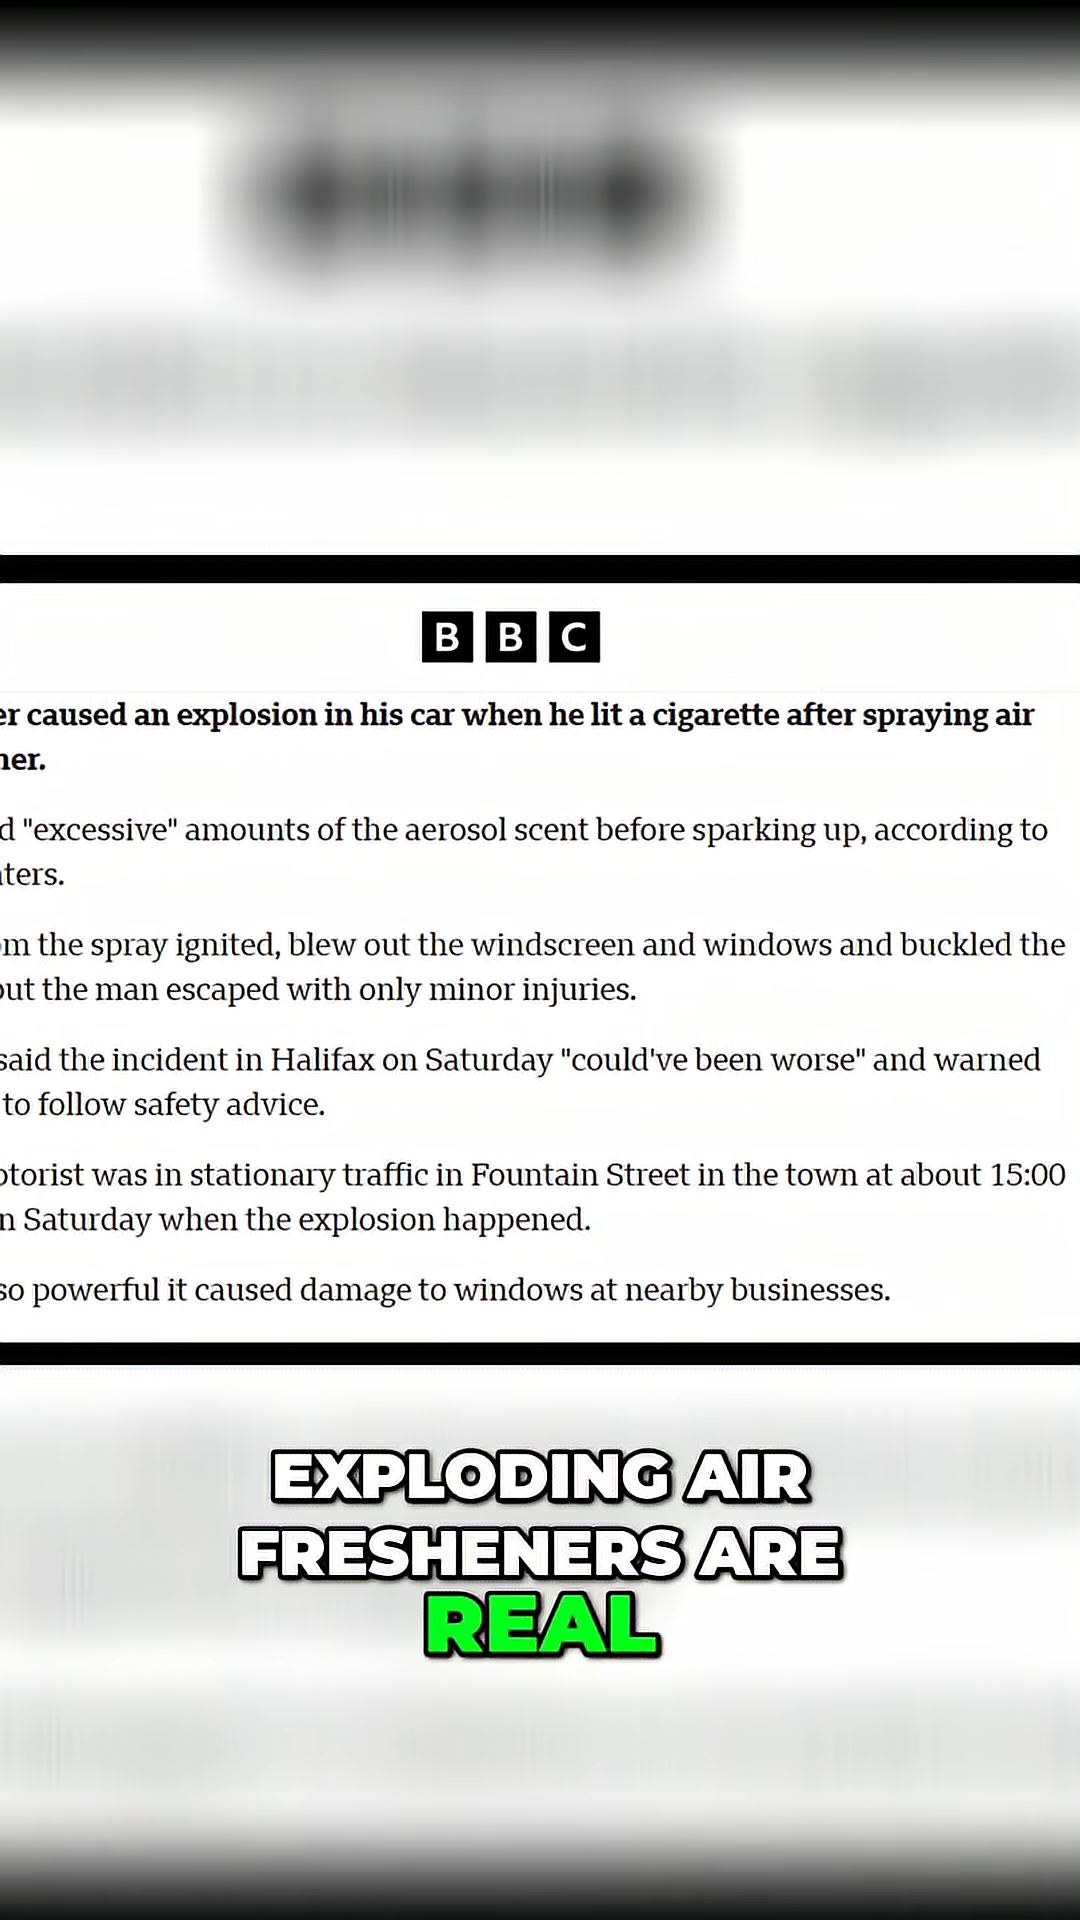 BBC
er caused an explosion in his car when he lit a cigarette after spraying air
ner.
d "excessive" amounts of the aerosol scent before sparking up, according to
ters.
om the spray ignited, blew out the windscreen and windows and buckled the
out the man escaped with only minor injuries.
said the incident in Halifax on Saturday "could've been worse" and warned
to follow safety advice.
otorist was in stationary traffic in Fountain Street in the town at about 15:00
n Saturday when the explosion happened.
so powerful it caused damage to windows at nearby businesses.
EXPLODING AIR
FRESHENERS ARE
REAL